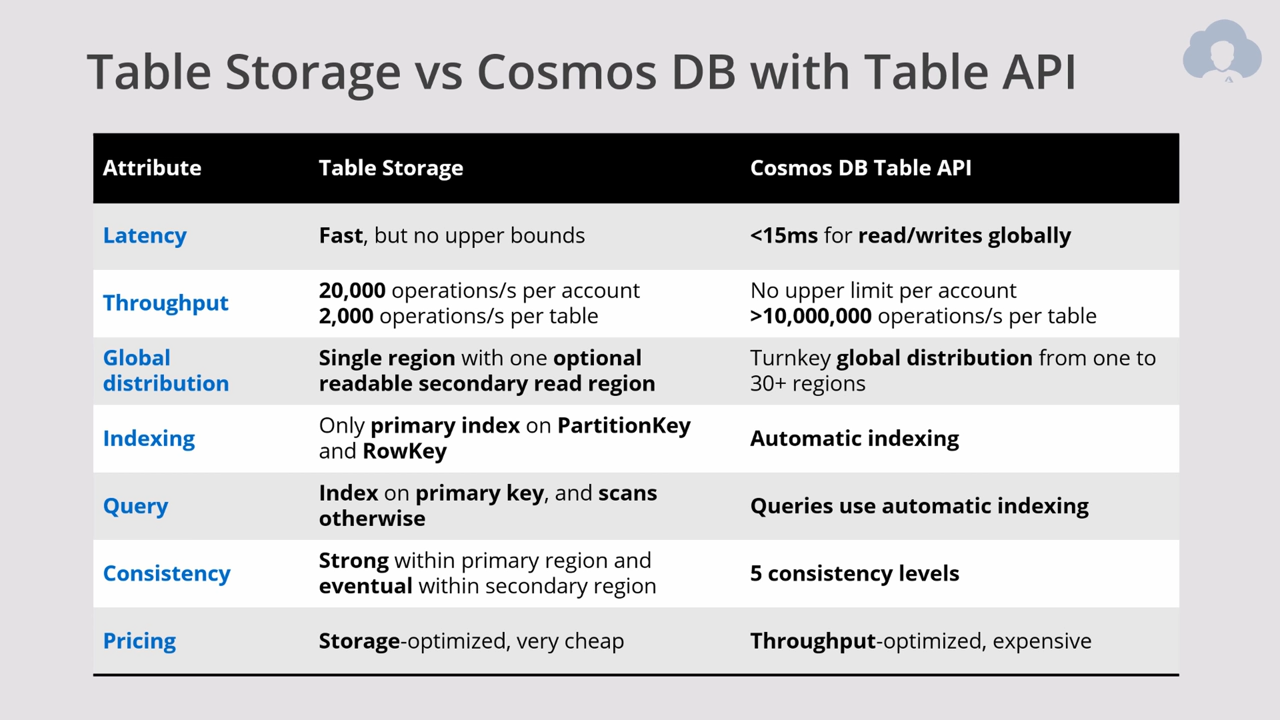 Table Storage vs Cosmos DB with Table API
Attribute
Table Storage
Cosmos DB Table API
Latency
Fast, but no upper bounds
<15ms for read/writes globally
Throughput
20,000 operations/s per account
2,000 operations/s per table
No upper limit per account
>10,000,000 operations/s per table
Global
distribution
Single region with one optional
readable secondary read region
Turnkey global distribution from one to
30+ regions
Indexing
Only primary index on PartitionKey
and RowKey
Automatic indexing
Query
Index on primary key, and scans
otherwise
Queries use automatic indexing
Consistency
Strong within primary region and
eventual within secondary region
5 consistency levels
Pricing
Storage-optimized, very cheap
Throughput-optimized, expensive